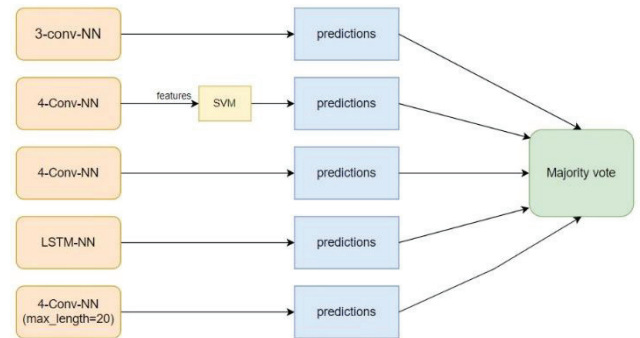 3-conv-NN
predictions
4-Conv-NN
features
SVM
predictions
4-Conv-NN
predictions
Majority vote
LSTM-NN
predictions
4-Conv-NN
(max_length=20)
predictions